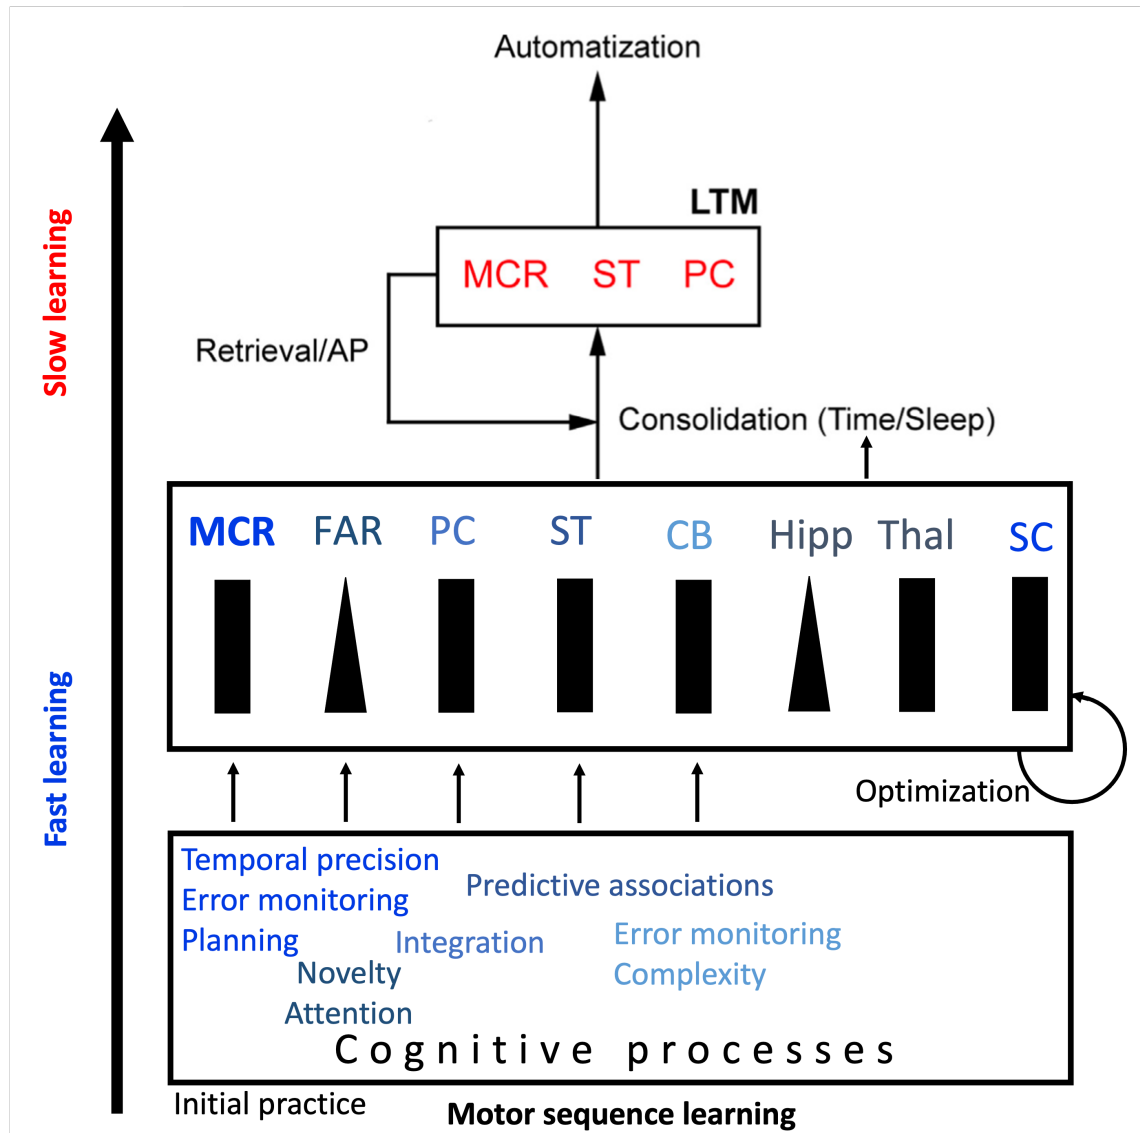 Automatization
LTM
MCR ST PC
Slow learning
Retrieval/AP
Consolidation (Time/Sleep)
MCR FAR PC ST CB Hipp Thal SC
Fast learning
Optimization
Temporal precision
Error monitoring
Planning
Predictive associations
Integration
Error monitoring
Complexity
Novelty
Attention
Cognitive processes
Initial practice
Motor sequence learning